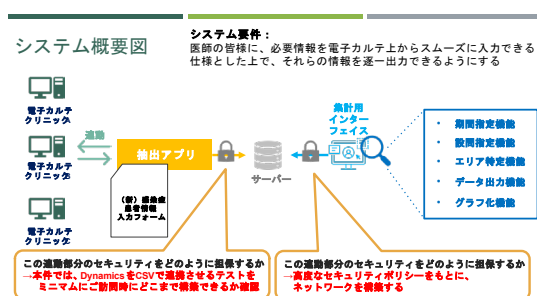 システム概要図
システム要件：
医師の皆様に、必要情報を電子カルテ上からスムーズに入力できる
仕様とした上で、それらの情報を逐一出力できるようにする
電子カルテ
クリニックA
連動
電子カルテ
クリニックB
電子カルテ
クリニックC
抽出アプリ
（新）感染症
患者情報
入力フォーム
サーバー
集計用
インター
フェイス
• 期間指定機能
• 設問指定機能
• エリア特定機能
• データ出力機能
• グラフ化機能
この連動部分のセキュリティをどのように担保するか
→本件では、DynamicsをCSVで連携させるテストを
ミニマムにご訪問時にどこまで構築できるか確認
この連動部分のセキュリティをどのように担保するか
→高度なセキュリティポリシーをもとに、
ネットワークを構築する